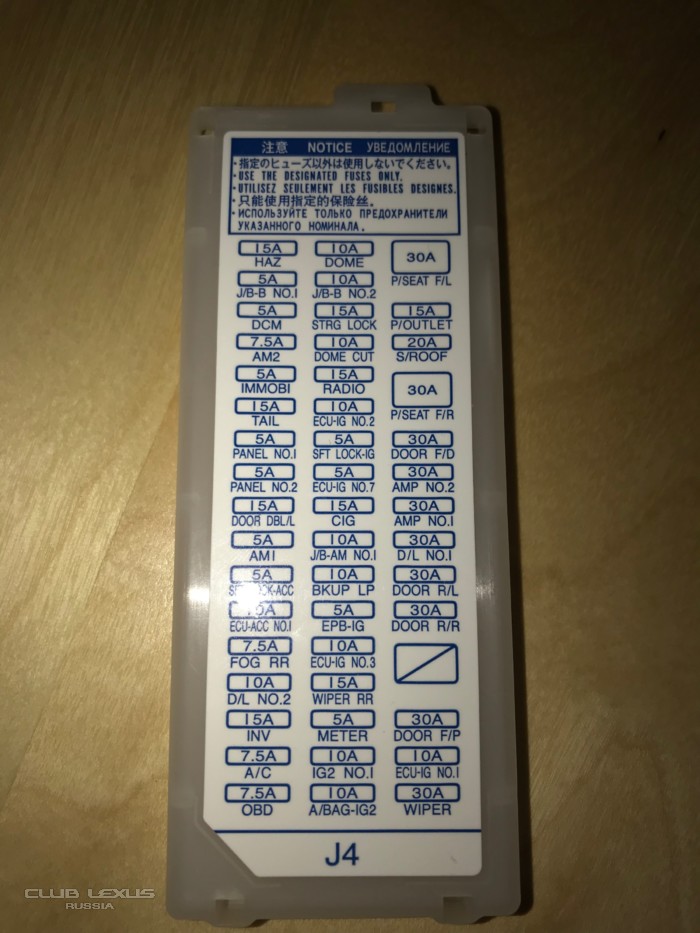 注意 NOTICE УВЕДОМЛЕНИЕ
・指定のヒューズ以外は使用しないでください。
・USE THE DESIGNATED FUSES ONLY.
・UTILISEZ SEULEMENT LES FUSIBLES DESIGNES.
・只能使用指定的保险丝。
・ИСПОЛЬЗУЙТЕ ТОЛЬКО ПРЕДОХРАНИТЕЛИ
УКАЗАННОГО НОМИНАЛА.
15A 10A 30A
HAZ DOME P/SEAT F/L
5A 10A
J/B-B NO.1 J/B-B NO.2
5A 15A 15A
DCM STRG LOCK P/OUTLET
7.5A 10A 20A
AM2 DOME CUT S/ROOF
5A 15A 30A
IMMOBI RADIO P/SEAT F/R
15A 10A
TAIL ECU-IG NO.2
5A 5A 30A
PANEL NO.1 SFT LOCK-IG DOOR F/D
5A 5A 30A
PANEL NO.2 ECU-IG NO.7 AMP NO.2
15A 15A 30A
DOOR DBL/L CIG AMP NO.1
5A 10A 30A
AM1 J/B-AM NO.1 D/L NO.1
5A 10A 30A
BKUP LP DOOR R/L
5A 30A
ECU-ACC NO.1 EPB-IG DOOR R/R
7.5A 10A
FOG RR ECU-IG NO.3
10A 15A
D/L NO.2 WIPER RR
15A 5A 30A
INV METER DOOR F/P
7.5A 10A 10A
A/C IG2 NO.1 ECU-IG NO.1
7.5A 10A 30A
OBD A/BAG-IG2 WIPER
J4
CLUB LEXUS
RUSSIA